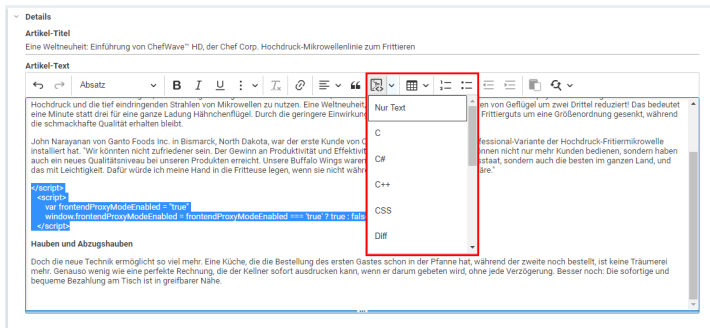 Details
Artikel-Titel
Eine Weltneuheit: Einführung von ChefWave™ HD, der Chef Corp. Hochdruck-Mikrowellenlinie zum Frittieren
Artikel-Text
Absatz
B I U
Nur Text
C
C#
C++
CSS
Diff
Hochdruck und die tief eindringenden Strahlen von Mikrowellen zu nutzen. Eine Weltneuheit, en von Geflügel um zwei Drittel reduziert! Das bedeutet
eine Minute statt drei für eine ganze Ladung Hähnchenflügel. Durch die geringere Einwirkung Frittierguts um eine Größenordnung gesenkt, während
die schmackhafte Qualität erhalten bleibt.
John Narayanan von Ganto Foods Inc. in Bismarck, North Dakota, war der erste Kunde von C fessional-Variante der Hochdruck-Fritiermikrowelle
installiert hat. "Wir könnten nicht zufriedener sein. Der Gewinn an Produktivität und Effektivit onnen nicht nur mehr Kunden bedienen, sondern haben
auch ein neues Qualitätsniveau bei unseren Produkten erreicht. Unsere Buffalo Wings waren sstaat, sondern auch die besten im ganzen Land, und
das mit Leichtigkeit. Dafür würde ich meine Hand in die Fritteuse legen, wenn sie nicht währe äre."
</script>
<script>
var frontendProxyModeEnabled = "true"
window.frontendProxyModeEnabled = frontendProxyModeEnabled === 'true' ? true : fals
</script>
Hauben und Abzugshauben
Doch die neue Technik ermöglicht so viel mehr. Eine Küche, die die Bestellung des ersten Gastes schon in der Pfanne hat, während der zweite noch bestellt, ist keine Träumerei
mehr. Genauso wenig wie eine perfekte Rechnung, die der Kellner sofort ausdrucken kann, wenn er darum gebeten wird, ohne jede Verzögerung. Besser noch: Die sofortige und
bequeme Bezahlung am Tisch ist in greifbarer Nähe.